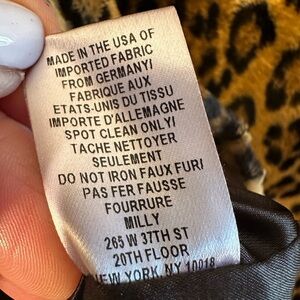 MADE IN THE USA OF
IMPORTED FABRIC
FROM GERMANY!
FABRIQUE AUX
ETATS-UNIS DU TISSU
IMPORTE D'ALLEMAGNE
SPOT CLEAN ONLY!
TACHE NETTOYER
SEULEMENT
DO NOT IRON FAUX FUR!
PAS FER FAUSSE
FOURRURE
MILLY
265 W 37TH ST
20TH FLOOR
NEW YORK, NY 10018